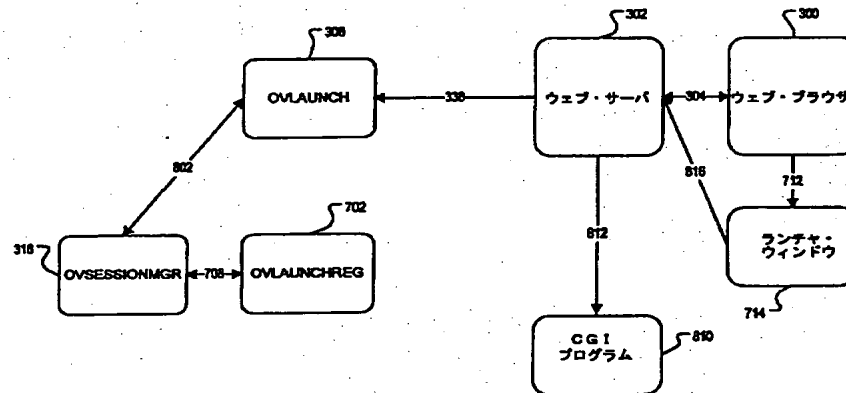 306
302
300
OVLAUNCH
336
ウェブ・サーバ
304
ウェブ・ブラウザ
802
816
712
702
812
316
OVSESSIONMGR
708
OVLAUNCHREG
ランチャ・
ウィンドウ
714
CGI
プログラム
810